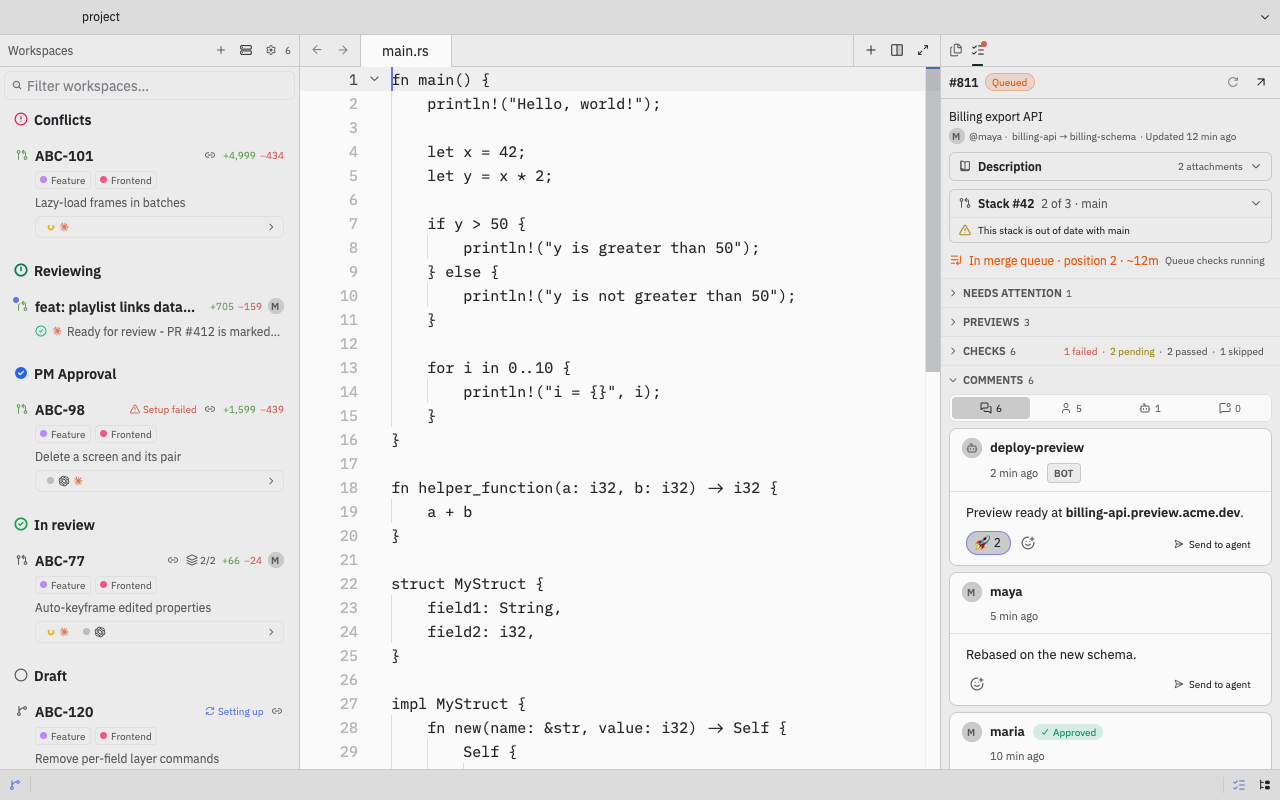 project
Workspaces
6
Filter workspaces...
Conflicts
ABC-101
+4,999 −434
Feature
Frontend
Lazy-load frames in batches
Reviewing
feat: playlist links data...
+705 −159
M
Ready for review - PR #412 is marked...
PM Approval
ABC-98
Setup failed
+1,599 −439
Feature
Frontend
Delete a screen and its pair
In review
ABC-77
2/2
+66 −24
M
Feature
Frontend
Auto-keyframe edited properties
Draft
ABC-120
Setting up
Feature
Frontend
Remove per-field layer commands
main.rs
1 fn main() {
2 println!("Hello, world!");
3
4 let x = 42;
5 let y = x * 2;
6
7 if y > 50 {
8 println!("y is greater than 50");
9 } else {
10 println!("y is not greater than 50");
11 }
12
13 for i in 0..10 {
14 println!("i = {}", i);
15 }
16 }
17
18 fn helper_function(a: i32, b: i32) -> i32 {
19 a + b
20 }
21
22 struct MyStruct {
23 field1: String,
24 field2: i32,
25 }
26
27 impl MyStruct {
28 fn new(name: &str, value: i32) -> Self {
29 Self {
#811
Queued
Billing export API
M @maya · billing-api → billing-schema · Updated 12 min ago
Description
2 attachments
Stack #42 2 of 3 · main
This stack is out of date with main
In merge queue · position 2 · ~12m
Queue checks running
NEEDS ATTENTION 1
PREVIEWS 3
CHECKS 6
1 failed · 2 pending · 2 passed · 1 skipped
COMMENTS 6
6
5
1
0
deploy-preview
2 min ago
BOT
Preview ready at billing-api.preview.acme.dev.
🚀 2
Send to agent
M maya
5 min ago
Rebased on the new schema.
Send to agent
M maria
✓ Approved
10 min ago